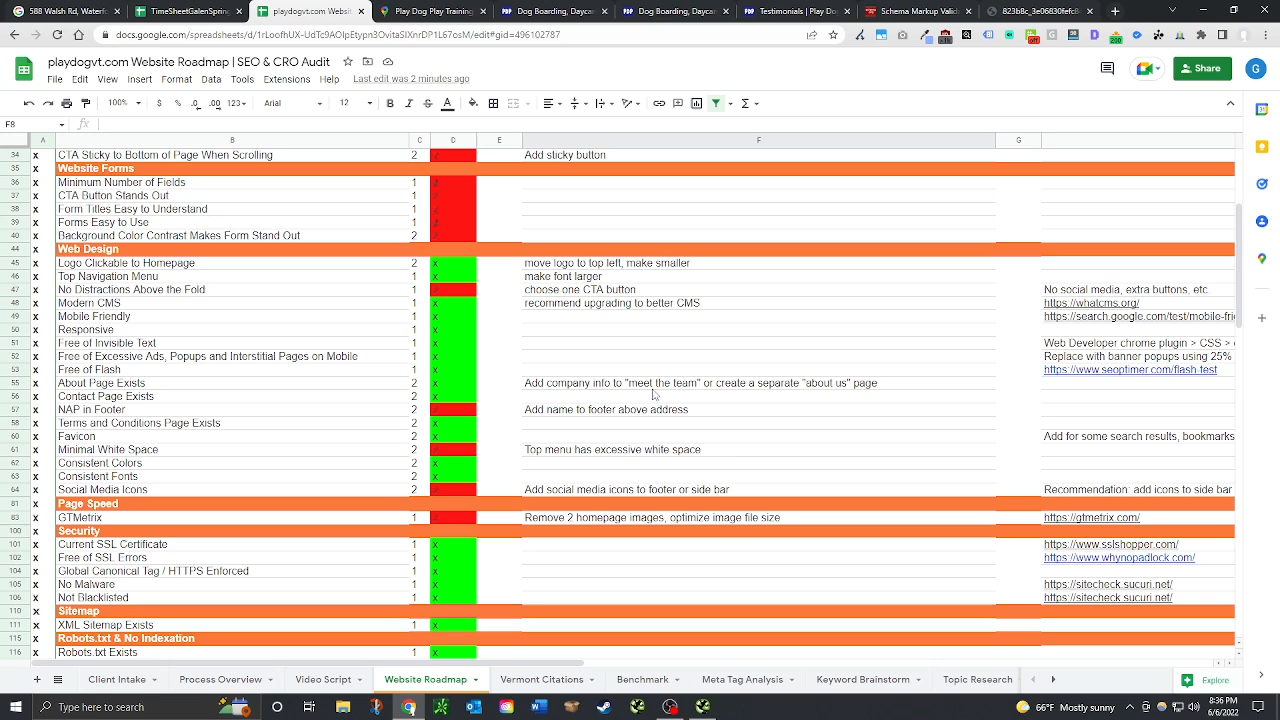 588 Walsh Rd, Waterf
TimeSheetGalenSprin
playdogvt.com Websi
Play Dog Play Training
Dog Boarding, Daycar
Dog Boarding, Dayca
Testimonials | Play Do
Schema Markup Valid
docs.google.com/spreadsheets/d/1rLoofhUX-UdTc9AOIpEtypn3OvitaSIXnrDP1L67osM/edit#gid=496102787
playdogvt.com Website Roadmap | SEO & CRO Audit
File Edit View Insert Format Data Tools Extensions Help Last edit was 2 minutes ago
Share
G
100% $ % .0 .00 123 Arial 12 B I S A
F8 fx
A B C D E F G
34 x CTA Sticky to Bottom of Page When Scrolling 2 Add sticky button
35 x Website Forms
36 x Minimum Number of Fields 1
37 x CTA Button Stands Out 1
38 x Form Titles Easy to Understand 1
39 x Forms Easy to Use 1
40 x Background Color Contrast Makes Form Stand Out 2
44 x Web Design
45 x Logo Clickable to Homepage 2 x move logo to top left, make smaller
46 x Top Navigation Menu 1 x make font larger
47 x No Distractions Above the Fold 1 choose one CTA button No social media, extra buttons, etc.
48 x Modern CMS 1 x recommend upgrading to better CMS https://whatcms.org/
49 x Mobile Friendly 1 x https://search.google.com/test/mobile-frie
50 x Responsive 1 x
51 x Free of Invisible Text 1 x Web Developer chrome plugin > CSS >
52 x Free of Excessive Ads, Popups and Interstitial Pages on Mobile 1 x Replace with banner popups using 25%
53 x Free of Flash 1 x https://www.seoptimer.com/flash-test
55 x About Page Exists 2 x Add company info to "meet the team" or create a separate "about us" page
56 x Contact Page Exists 2 x
57 x NAP in Footer 2 Add name to footer above address
58 x Terms and Conditions Page Exists 2 x
60 x Favicon 2 x Add for some search results, bookmarks
61 x Minimal White Space 2 Top menu has excessive white space
62 x Consistent Colors 2 x
63 x Consistent Fonts 2 x
64 x Social Media Icons 2 Add social media icons to footer or side bar Recommendation: add icons to side bar
83 x Page Speed
88 x GTMetrix 1 Remove 2 homepage images, optimize image file size https://gtmetrix.com/
100 x Security
101 x Current SSL Certificate 1 x https://www.sslshopper.com/
102 x Free of SSL Errors 1 x https://www.whynopadlock.com/
104 x Global Canonical Tag / HTTPS Enforced 1 x
105 x No Malware 1 x https://sitecheck.sucuri.net/
106 x Not Blacklisted 1 x https://sitecheck.sucuri.net/
110 x Sitemap
111 x XML Sitemap Exists 1 x
115 x Robots.txt & No Indexation
116 x Robots.txt Exists 1 x
Client Intake Process Overview Video Script Website Roadmap Vermont Citations Benchmark Meta Tag Analysis Keyword Brainstorm Topic Research Explore
Type here to search
66°F Mostly sunny
8:36 PM
6/6/2022